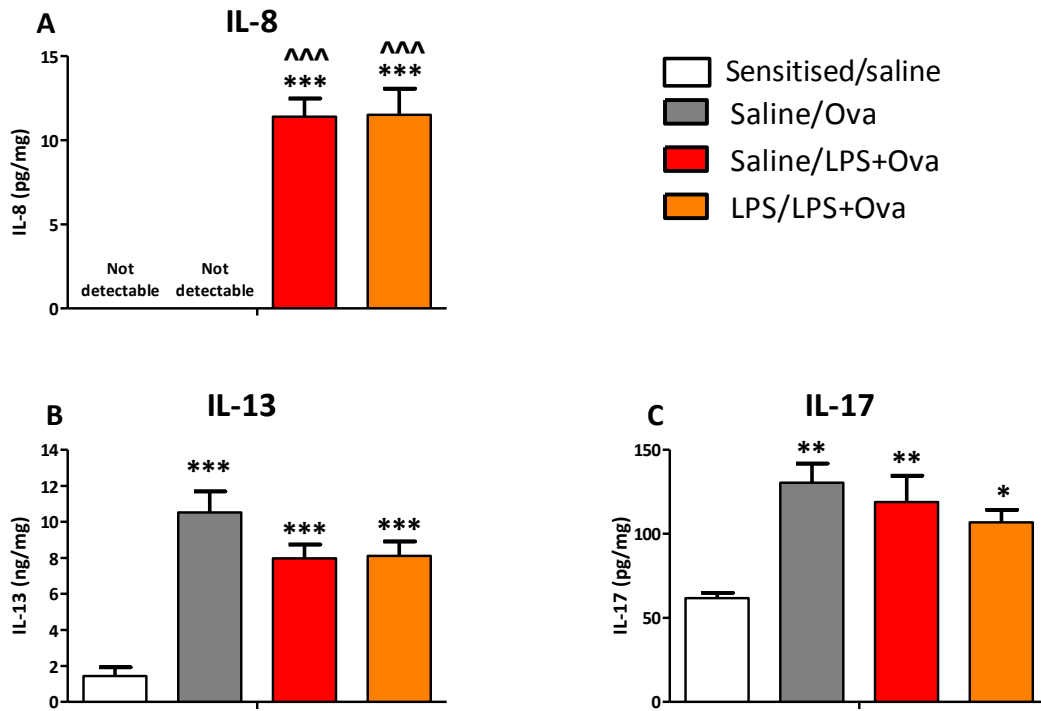 A
IL-8
IL-8 (pg/mg)
15
10
5
0
^^^
***
^^^
***
Not
detectable
Not
detectable
Sensitised/saline
Saline/Ova
Saline/LPS+Ova
LPS/LPS+Ova
B
IL-13
IL-13 (ng/mg)
14
12
10
8
6
4
2
0
***
***
***
C
IL-17
IL-17 (pg/mg)
150
100
50
0
**
**
*